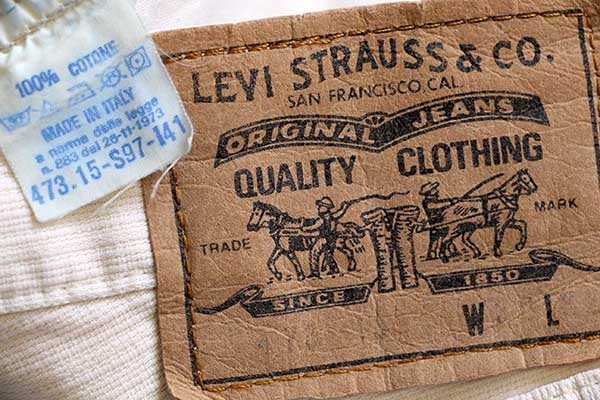 100% COTONE
MADE IN ITALY
a norma della legge
n. 883 del 26-11-1973
473.15-S97-141
LEVI STRAUSS & CO.
SAN FRANCISCO, CAL.
ORIGINAL JEANS
QUALITY CLOTHING
TRADE MARK
SINCE 1850
W L